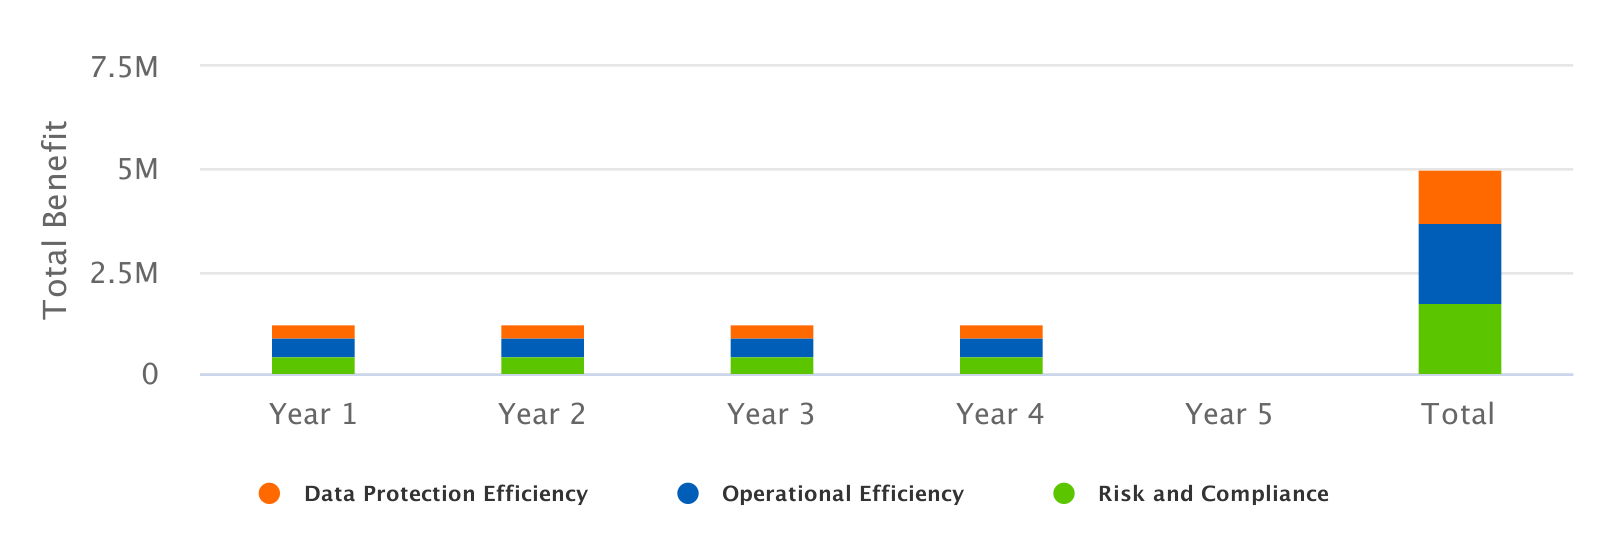 7.5M
5M
2.5M
0
Total Benefit
Year 1 Year 2 Year 3 Year 4 Year 5 Total
Data Protection Efficiency Operational Efficiency Risk and Compliance